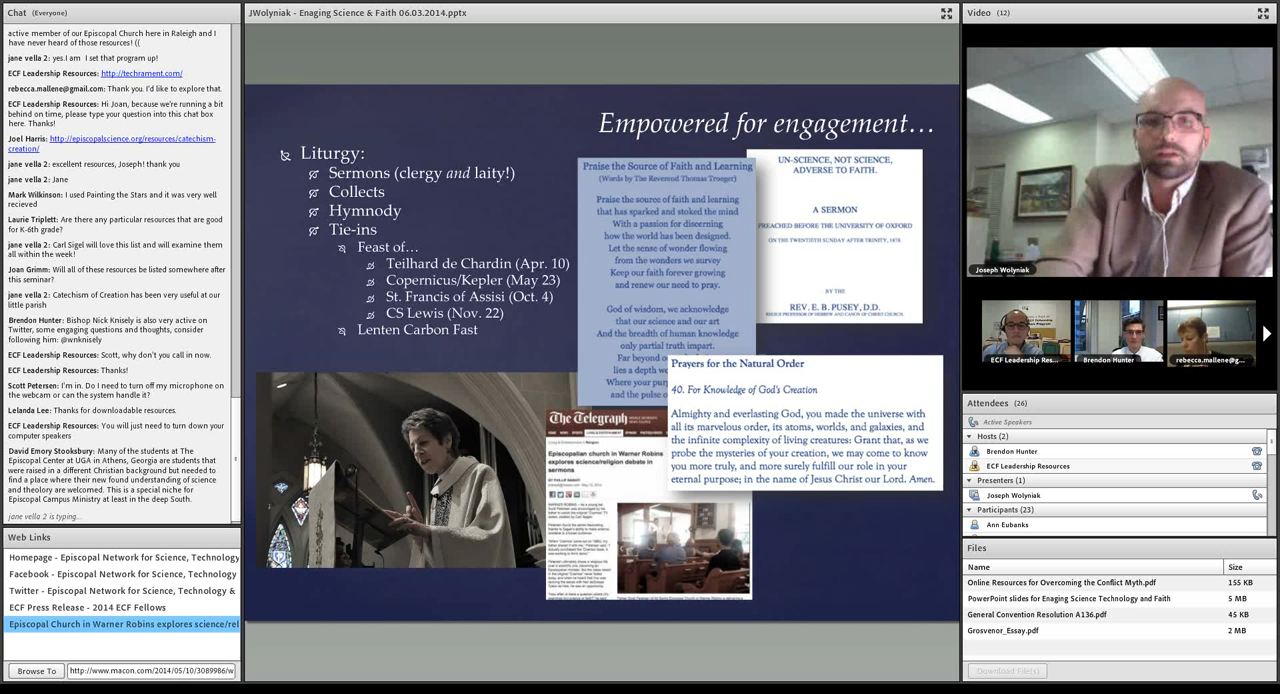 Chat (Everyone)
active member of our Episcopal Church here in Raleigh and I
have never heard of those resources! ((
jane vella 2: yes.I am I set that program up!
ECF Leadership Resources: http://techrament.com/
rebecca.mallene@gmail.com: Thank you. I'd like to explore that.
ECF Leadership Resources: Hi Joan, because we're running a bit
behind on time, please type your question into this chat box
here. Thanks!
Joel Harris: http://episcopalscience.org/resources/catechism-
creation/
jane vella 2: excellent resources, Joseph! thank you
jane vella 2: Jane
Mark Wilkinson: I used Painting the Stars and it was very well
recieved
Laurie Triplett: Are there any particular resources that are good
for K-6th grade?
jane vella 2: Carl Sigel will love this list and will examine them
all within the week!
Joan Grimm: Will all of these resources be listed somewhere after
this seminar?
jane vella 2: Catechism of Creation has been very useful at our
little parish
Brendon Hunter: Bishop Nick Knisely is also very active on
Twitter, some engaging questions and thoughts, consider
following him: @wnknisely
ECF Leadership Resources: Scott, why don't you call in now.
ECF Leadership Resources: Thanks!
Scott Petersen: I'm in. Do I need to turn off my microphone on
the webcam or can the system handle it?
Lelanda Lee: Thanks for downloadable resources.
ECF Leadership Resources: You will just need to turn down your
computer speakers
David Emory Stooksbury: Many of the students at The
Episcopal Center at UGA in Athens, Georgia are students that
were raised in a different Christian background but needed to
find a place where their new found understanding of science
and theolory are welcomed. This is a special niche for
Episcopal Campus Ministry at least in the deep South.
jane vella 2 is typing...
Web Links
Homepage - Episcopal Network for Science, Technology
Facebook - Episcopal Network for Science, Technology
Twitter - Episcopal Network for Science, Technology &
ECF Press Release - 2014 ECF Fellows
Episcopal Church in Warner Robins explores science/rel
Browse To http://www.macon.com/2014/05/10/3089986/w
JWolyniak - Enaging Science & Faith 06.03.2014.pptx
Empowered for engagement...
Liturgy:
Sermons (clergy and laity!)
Collects
Hymnody
Tie-ins
Feast of...
Teilhard de Chardin (Apr. 10)
Copernicus/Kepler (May 23)
St. Francis of Assisi (Oct. 4)
CS Lewis (Nov. 22)
Lenten Carbon Fast
Praise the Source of Faith and Learning
(Words by The Reverend Thomas Troeger)
Praise the source of faith and learning
that has sparked and stoked the mind
With a passion for discerning
how the world has been designed.
Let the sense of wonder flowing
from the wonders we survey
Keep our faith forever growing
and renew our need to pray.
God of wisdom, we acknowledge
that our science and our art
And the breadth of human knowledge
only partial truth impart.
Far beyond
lies a depth
Where your
and the pulse
UN-SCIENCE, NOT SCIENCE,
ADVERSE TO FAITH.
A SERMON
PREACHED BEFORE THE UNIVERSITY OF OXFORD
ON THE TWENTIETH SUNDAY AFTER TRINITY, 1878
BY THE
REV. E. B. PUSEY, D.D.
REGIUS PROFESSOR OF HEBREW AND CANON OF CHRIST CHURCH.
Prayers for the Natural Order
40. For Knowledge of God's Creation
Almighty and everlasting God, you made the universe with
all its marvelous order, its atoms, worlds, and galaxies, and
the infinite complexity of living creatures: Grant that, as we
probe the mysteries of your creation, we may come to know
you more truly, and more surely fulfill our role in your
eternal purpose; in the name of Jesus Christ our Lord. Amen.
The Telegraph
Episcopalian church in Warner Robins
explores science/religion debate in
sermons
Video (12)
Joseph Wolyniak
ECF Leadership Res...
Brendon Hunter
rebecca.mallene@g...
Attendees (26)
Active Speakers
Hosts (2)
Brendon Hunter
ECF Leadership Resources
Presenters (1)
Joseph Wolyniak
Participants (23)
Ann Eubanks
Files
Name Size
Online Resources for Overcoming the Conflict Myth.pdf 155 KB
PowerPoint slides for Enaging Science Technology and Faith 5 MB
General Convention Resolution A136.pdf 45 KB
Grosvenor_Essay.pdf 2 MB
Download File(s)